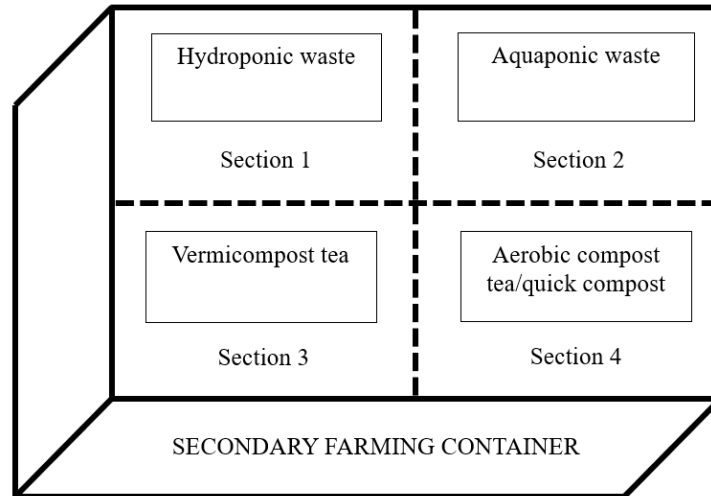 Hydroponic waste
Aquaponic waste
Section 1
Section 2
Vermicompost tea
Aerobic compost
tea/quick compost
Section 3
Section 4
SECONDARY FARMING CONTAINER